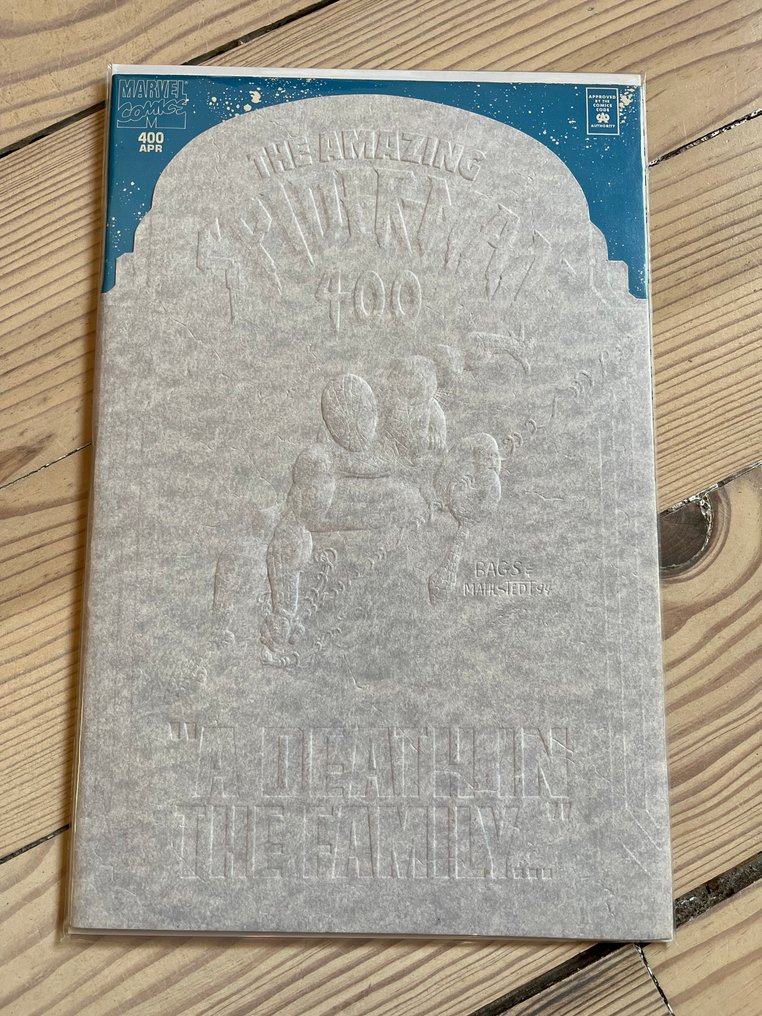 MARVEL
COMICS
M
400
APR
APPROVED
BY THE
COMICS
CODE
AUTHORITY
THE AMAZING
SPIDER-MAN
400
BAGS &
MAHLSTEDT 94
"A DEATH IN
THE FAMILY..."